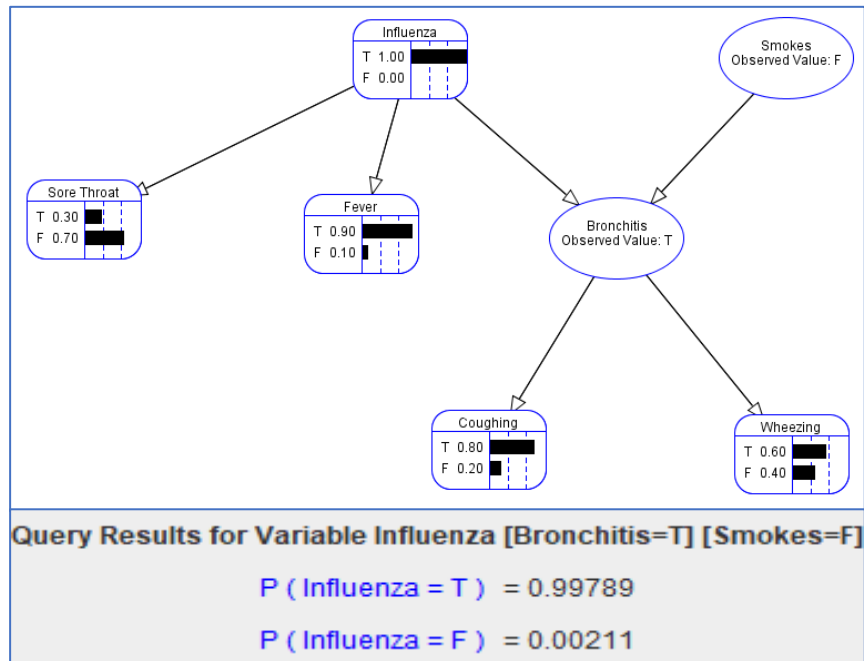 Influenza
T 1.00
F 0.00
Smokes
Observed Value: F
Sore Throat
T 0.30
F 0.70
Fever
T 0.90
F 0.10
Bronchitis
Observed Value: T
Coughing
T 0.80
F 0.20
Wheezing
T 0.60
F 0.40
Query Results for Variable Influenza [Bronchitis=T] [Smokes=F]
P ( Influenza = T ) = 0.99789
P ( Influenza = F ) = 0.00211